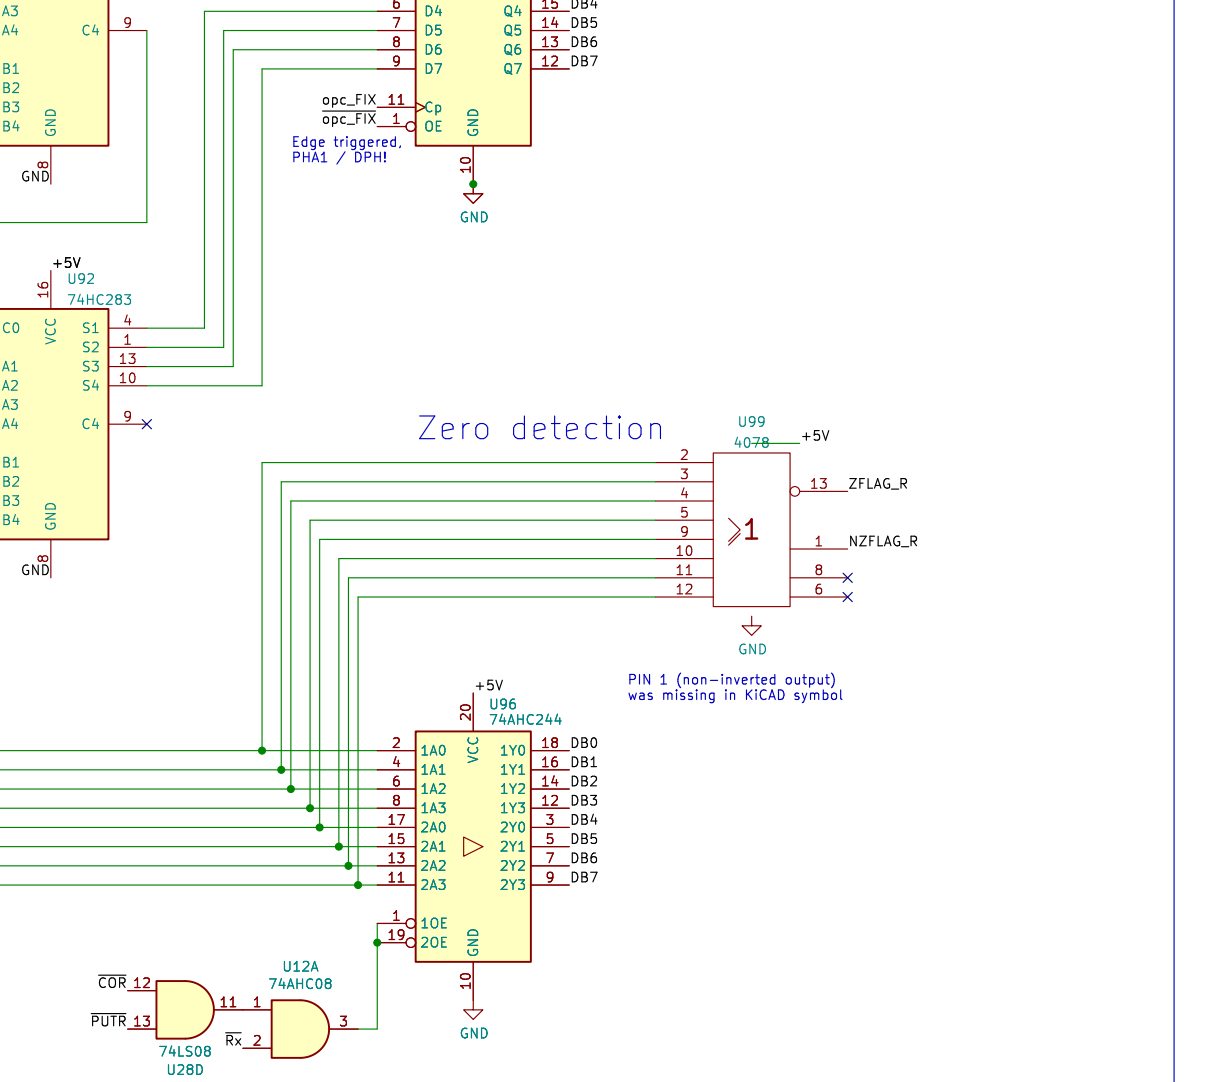 A3
A4
C4
9
B1
B2
B3
B4
GND
8
GND
6
D4
Q4
15
DB4
7
D5
Q5
14
DB5
8
D6
Q6
13
DB6
9
D7
Q7
12
DB7
opc_FIX
11
Cp
opc_FIX
1
OE
GND
10
GND
Edge triggered,
PHA1 / DPH!
+5V
U92
74HC283
16
VCC
C0
S1
4
S2
1
A1
S3
13
A2
S4
10
A3
A4
C4
9
B1
B2
B3
B4
GND
8
GND
Zero detection
U99
4078
+5V
2
3
4
5
9
10
11
12
1
13
ZFLAG_R
1
NZFLAG_R
8
6
GND
PIN 1 (non-inverted output)
was missing in KiCAD symbol
+5V
U96
74AHC244
20
VCC
2
1A0
1Y0
18
DB0
4
1A1
1Y1
16
DB1
6
1A2
1Y2
14
DB2
8
1A3
1Y3
12
DB3
17
2A0
2Y0
3
DB4
15
2A1
2Y1
5
DB5
13
2A2
2Y2
7
DB6
11
2A3
2Y3
9
DB7
1
1OE
19
2OE
GND
10
GND
COR
12
PUTR
13
11
74LS08
U28D
U12A
74AHC08
1
Rx
2
3